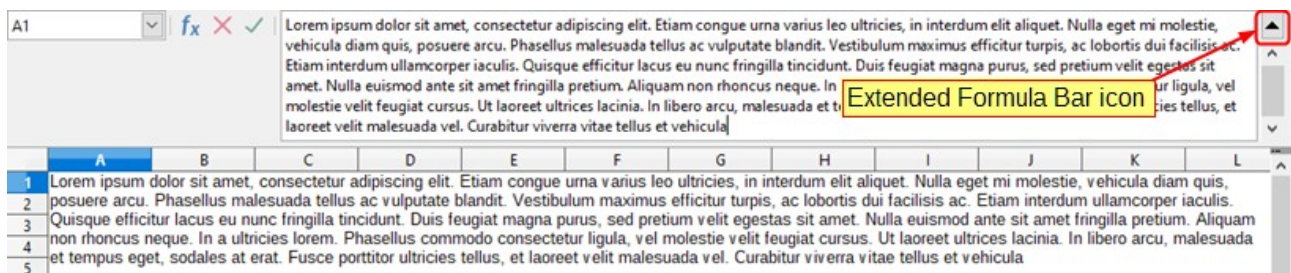 A1
fx
Lorem ipsum dolor sit amet, consectetur adipiscing elit. Etiam congue urna varius leo ultricies, in interdum elit aliquet. Nulla eget mi molestie,
vehicula diam quis, posuere arcu. Phasellus malesuada tellus ac vulputate blandit. Vestibulum maximus efficitur turpis, ac lobortis dui facilisis ac.
Etiam interdum ullamcorper iaculis. Quisque efficitur lacus eu nunc fringilla tincidunt. Duis feugiat magna purus, sed pretium velit egestas sit
amet. Nulla euismod ante sit amet fringilla pretium. Aliquam non rhoncus neque. In ur ligula, vel
molestie velit feugiat cursus. Ut laoreet ultrices lacinia. In libero arcu, malesuada et cies tellus, et
laoreet velit malesuada vel. Curabitur viverra vitae tellus et vehicula
Extended Formula Bar icon
A B C D E F G H I J K L
1 Lorem ipsum dolor sit amet, consectetur adipiscing elit. Etiam congue urna varius leo ultricies, in interdum elit aliquet. Nulla eget mi molestie, vehicula diam quis,
2 posuere arcu. Phasellus malesuada tellus ac vulputate blandit. Vestibulum maximus efficitur turpis, ac lobortis dui facilisis ac. Etiam interdum ullamcorper iaculis.
3 Quisque efficitur lacus eu nunc fringilla tincidunt. Duis feugiat magna purus, sed pretium velit egestas sit amet. Nulla euismod ante sit amet fringilla pretium. Aliquam
4 non rhoncus neque. In a ultricies lorem. Phasellus commodo consectetur ligula, vel molestie velit feugiat cursus. Ut laoreet ultrices lacinia. In libero arcu, malesuada
5 et tempus eget, sodales at erat. Fusce porttitor ultricies tellus, et laoreet velit malesuada vel. Curabitur viverra vitae tellus et vehicula